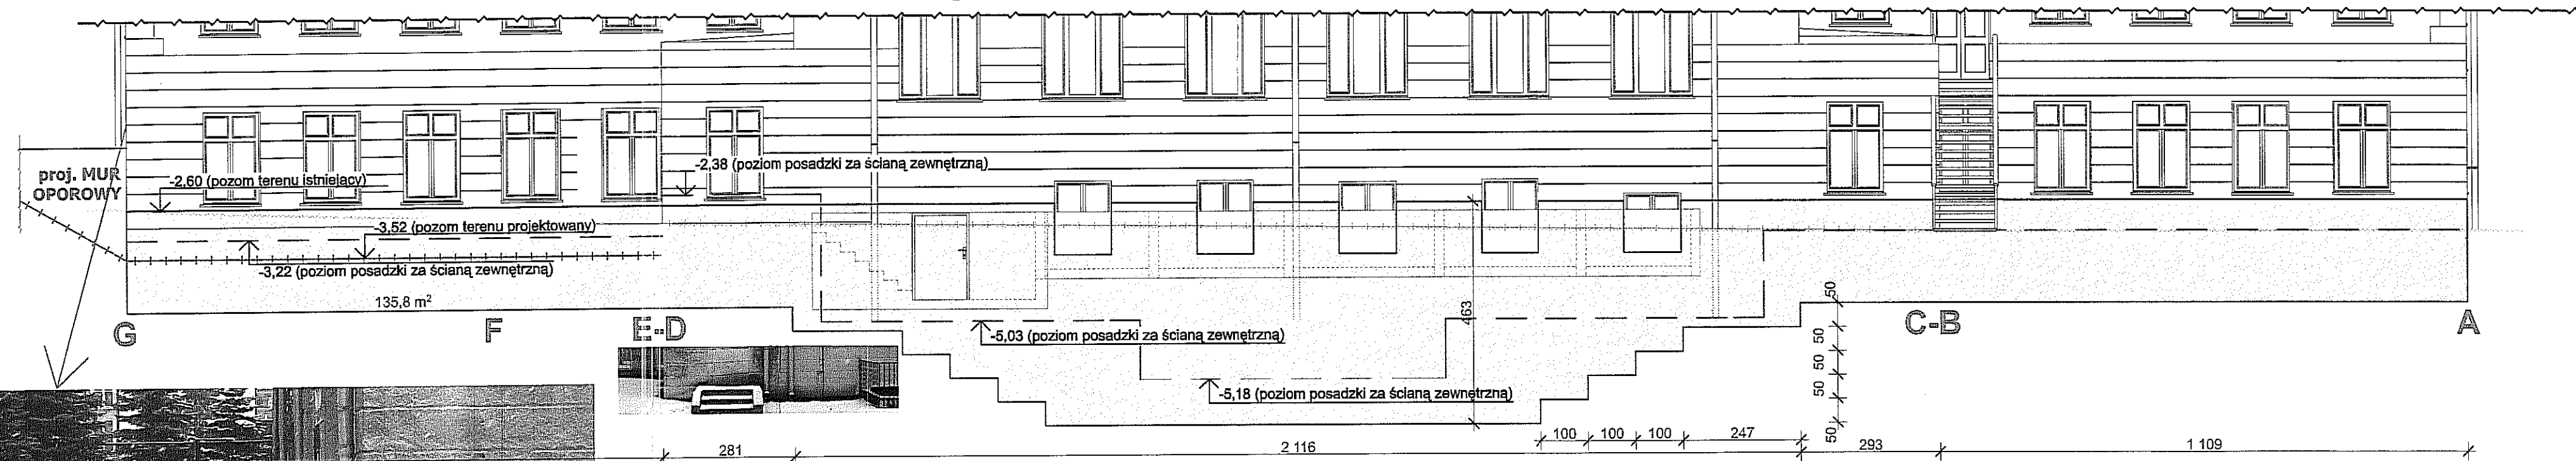 proj. MUR
OPOROWY
-2,60 (pozom terenu istniejący)
-2,38 (poziom posadzki za ścianą zewnętrzną)
-3,52 (pozom terenu projektowany)
-3,22 (poziom posadzki za ścianą zewnętrzną)
135,8 m²
-5,03 (poziom posadzki za ścianą zewnętrzną)
-5,18 (poziom posadzki za ścianą zewnętrzną)
463
G
F
E-D
C-B
A
50
50
50
50
50
100
100
100
247
281
2 116
293
1 109